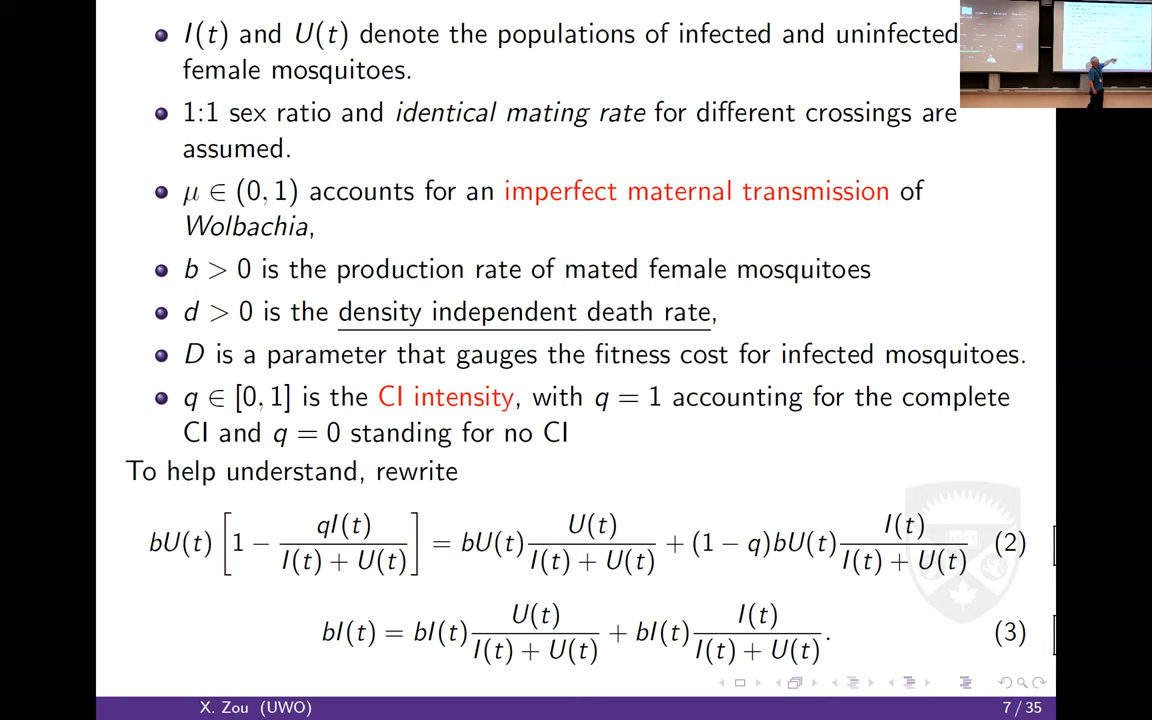 I(t) and U(t) denote the populations of infected and uninfected
female mosquitoes.
1:1 sex ratio and identical mating rate for different crossings are
assumed.
μ ∈ (0, 1) accounts for an imperfect maternal transmission of
Wolbachia,
b > 0 is the production rate of mated female mosquitoes
d > 0 is the density independent death rate,
D is a parameter that gauges the fitness cost for infected mosquitoes.
q ∈ [0, 1] is the CI intensity, with q = 1 accounting for the complete
CI and q = 0 standing for no CI
To help understand, rewrite
bU(t) [1 − qI(t) / (I(t) + U(t))] = bU(t) U(t) / (I(t) + U(t)) + (1 − q)bU(t) I(t) / (I(t) + U(t)) (2)
bI(t) = bI(t) U(t) / (I(t) + U(t)) + bI(t) I(t) / (I(t) + U(t)). (3)
X. Zou (UWO) 7 / 35